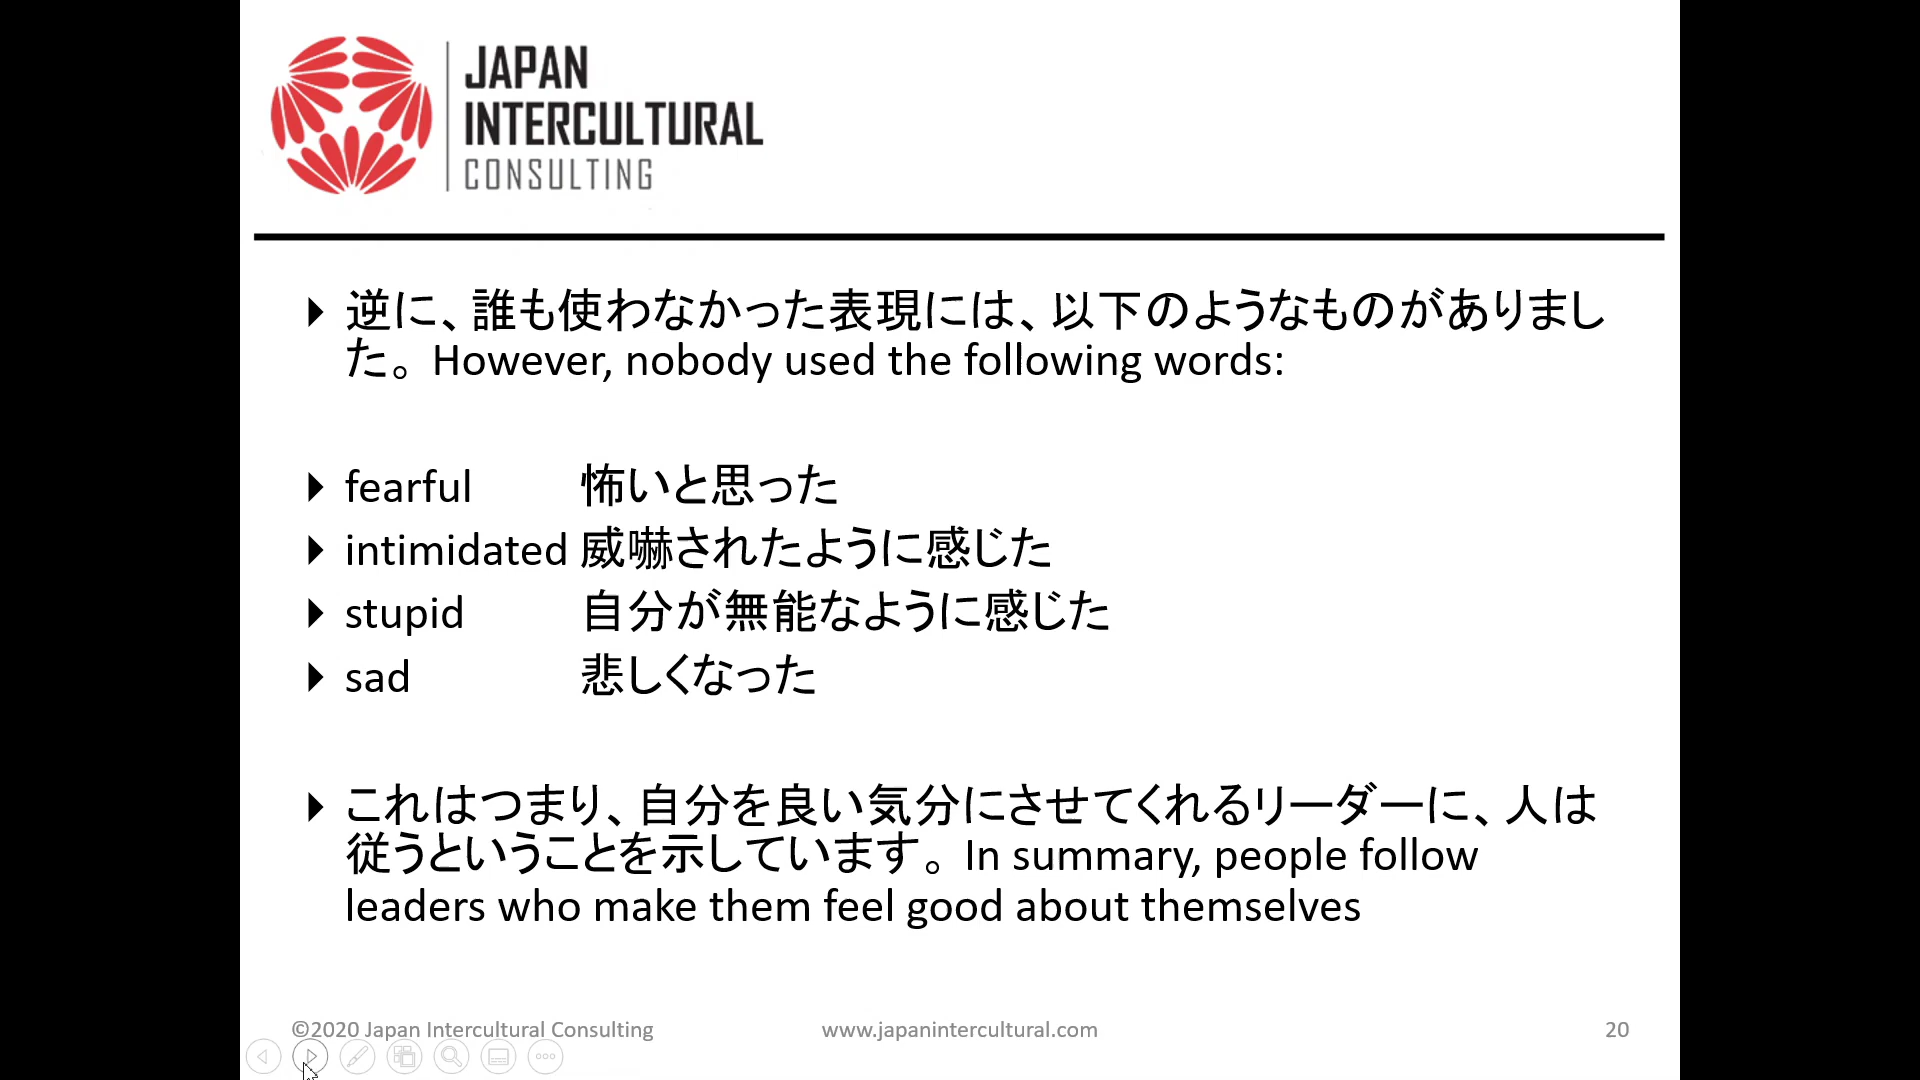 JAPAN
INTERCULTURAL
CONSULTING
逆に、誰も使わなかった表現には、以下のようなものがありまし
た。However, nobody used the following words:
fearful 怖いと思った
intimidated 威嚇されたように感じた
stupid 自分が無能なように感じた
sad 悲しくなった
これはつまり、自分を良い気分にさせてくれるリーダーに、人は
従うということを示しています。In summary, people follow
leaders who make them feel good about themselves
©2020 Japan Intercultural Consulting www.japanintercultural.com 20